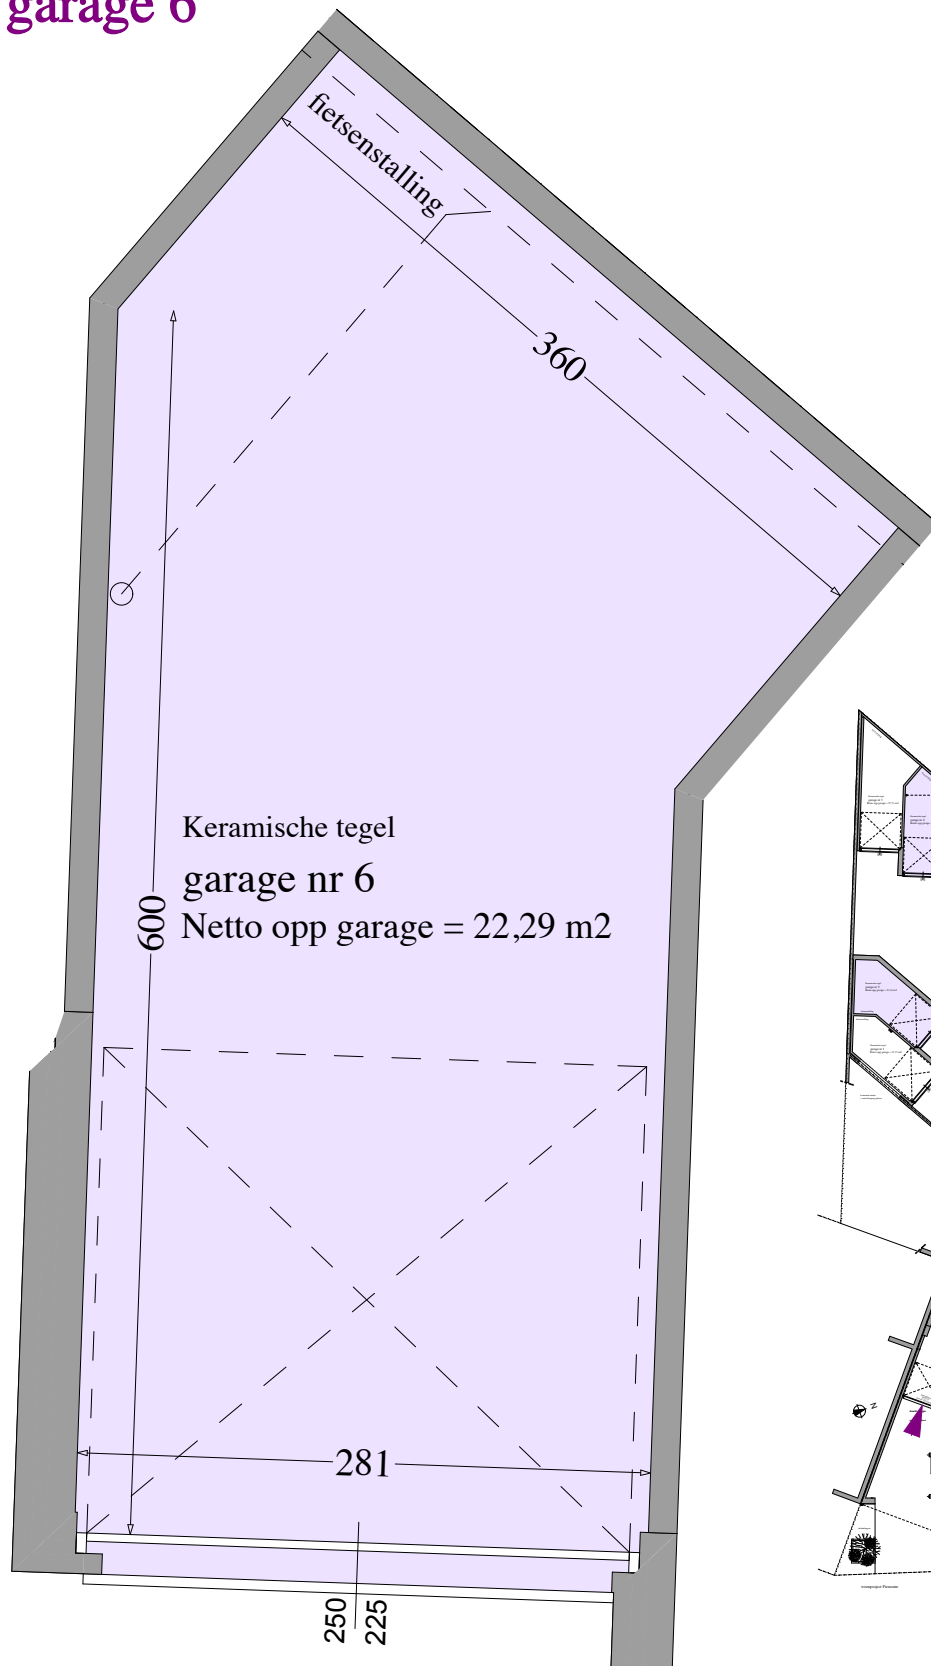 garage 6
fietsenstalling
360
Keramische tegel
garage nr 6
Netto opp garage = 22,29 m2
600
281
250
225